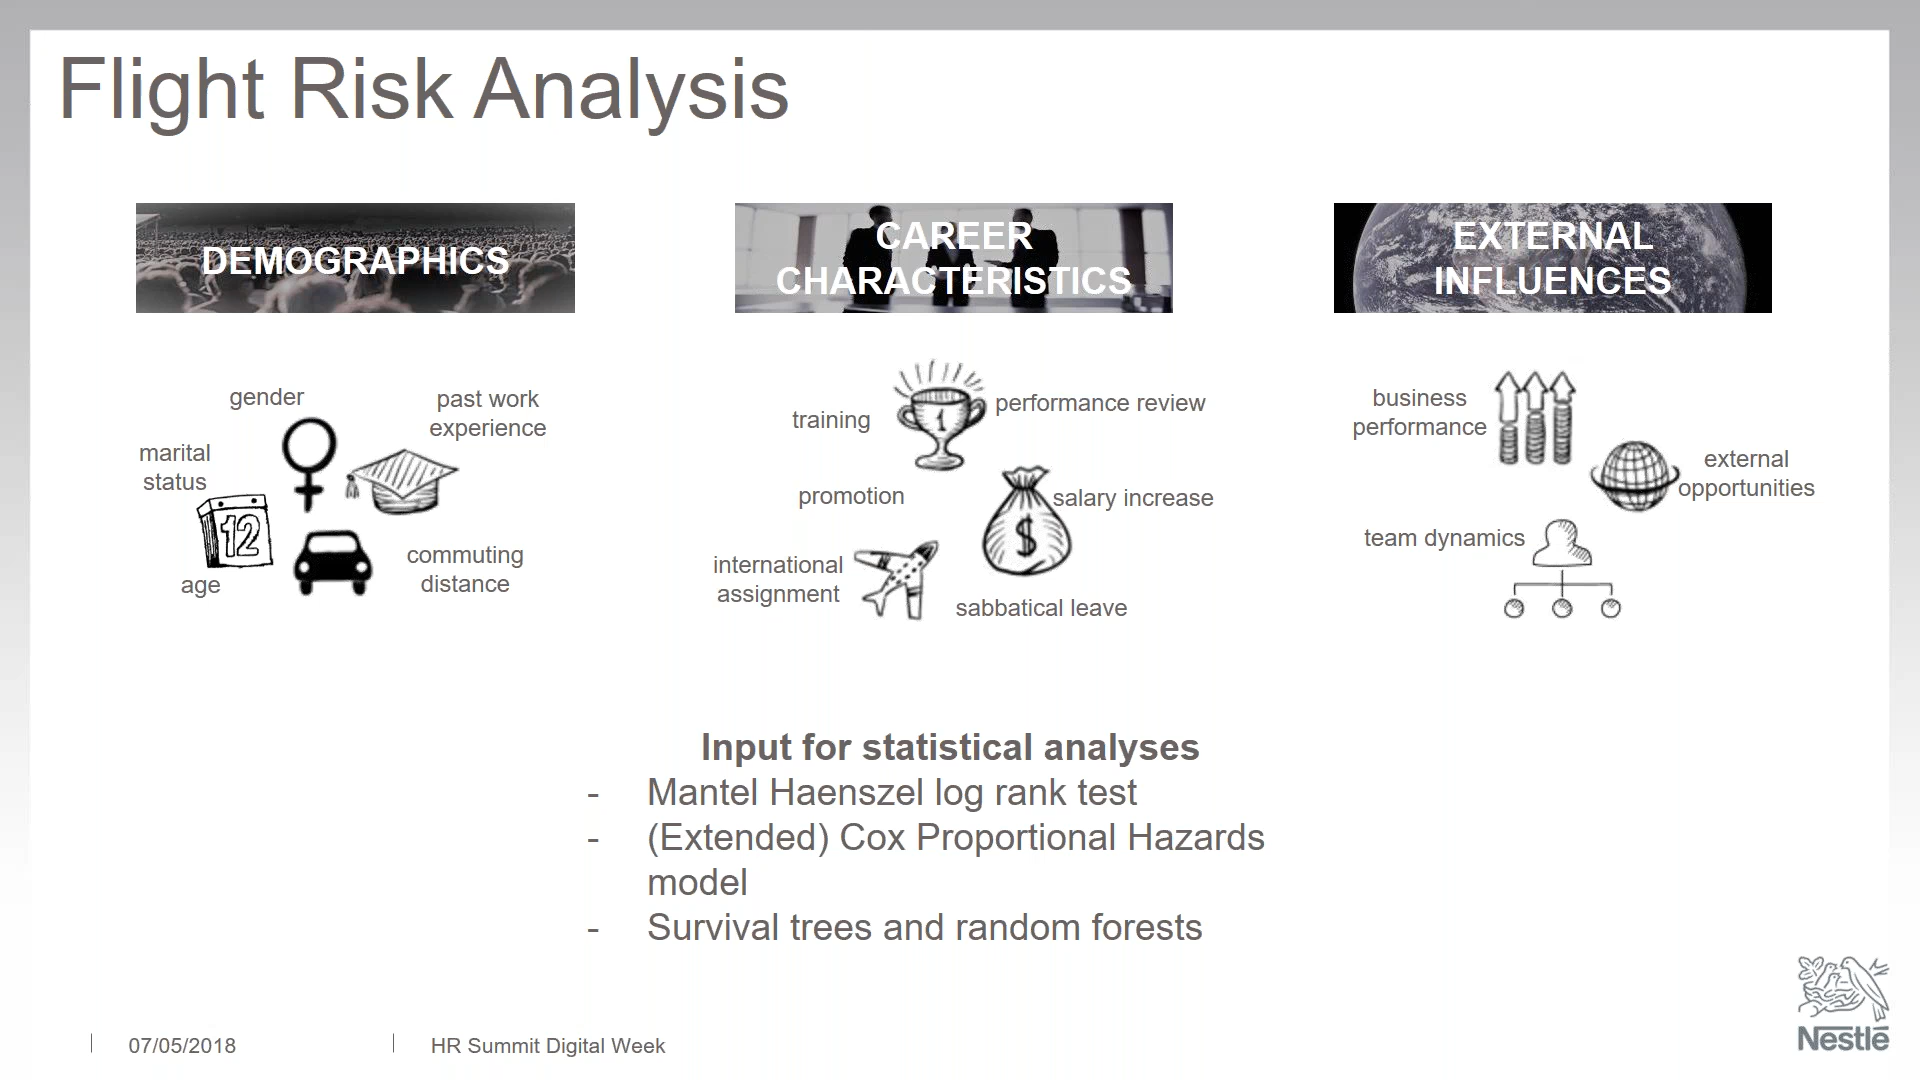 Flight Risk Analysis
DEMOGRAPHICS
gender
past work
experience
marital
status
12
age
commuting
distance
CAREER
CHARACTERISTICS
training
1
performance review
promotion
$
salary increase
international
assignment
sabbatical leave
EXTERNAL
INFLUENCES
business
performance
external
opportunities
team dynamics
Input for statistical analyses
- Mantel Haenszel log rank test
- (Extended) Cox Proportional Hazards
model
- Survival trees and random forests
07/05/2018
HR Summit Digital Week
Nestlé